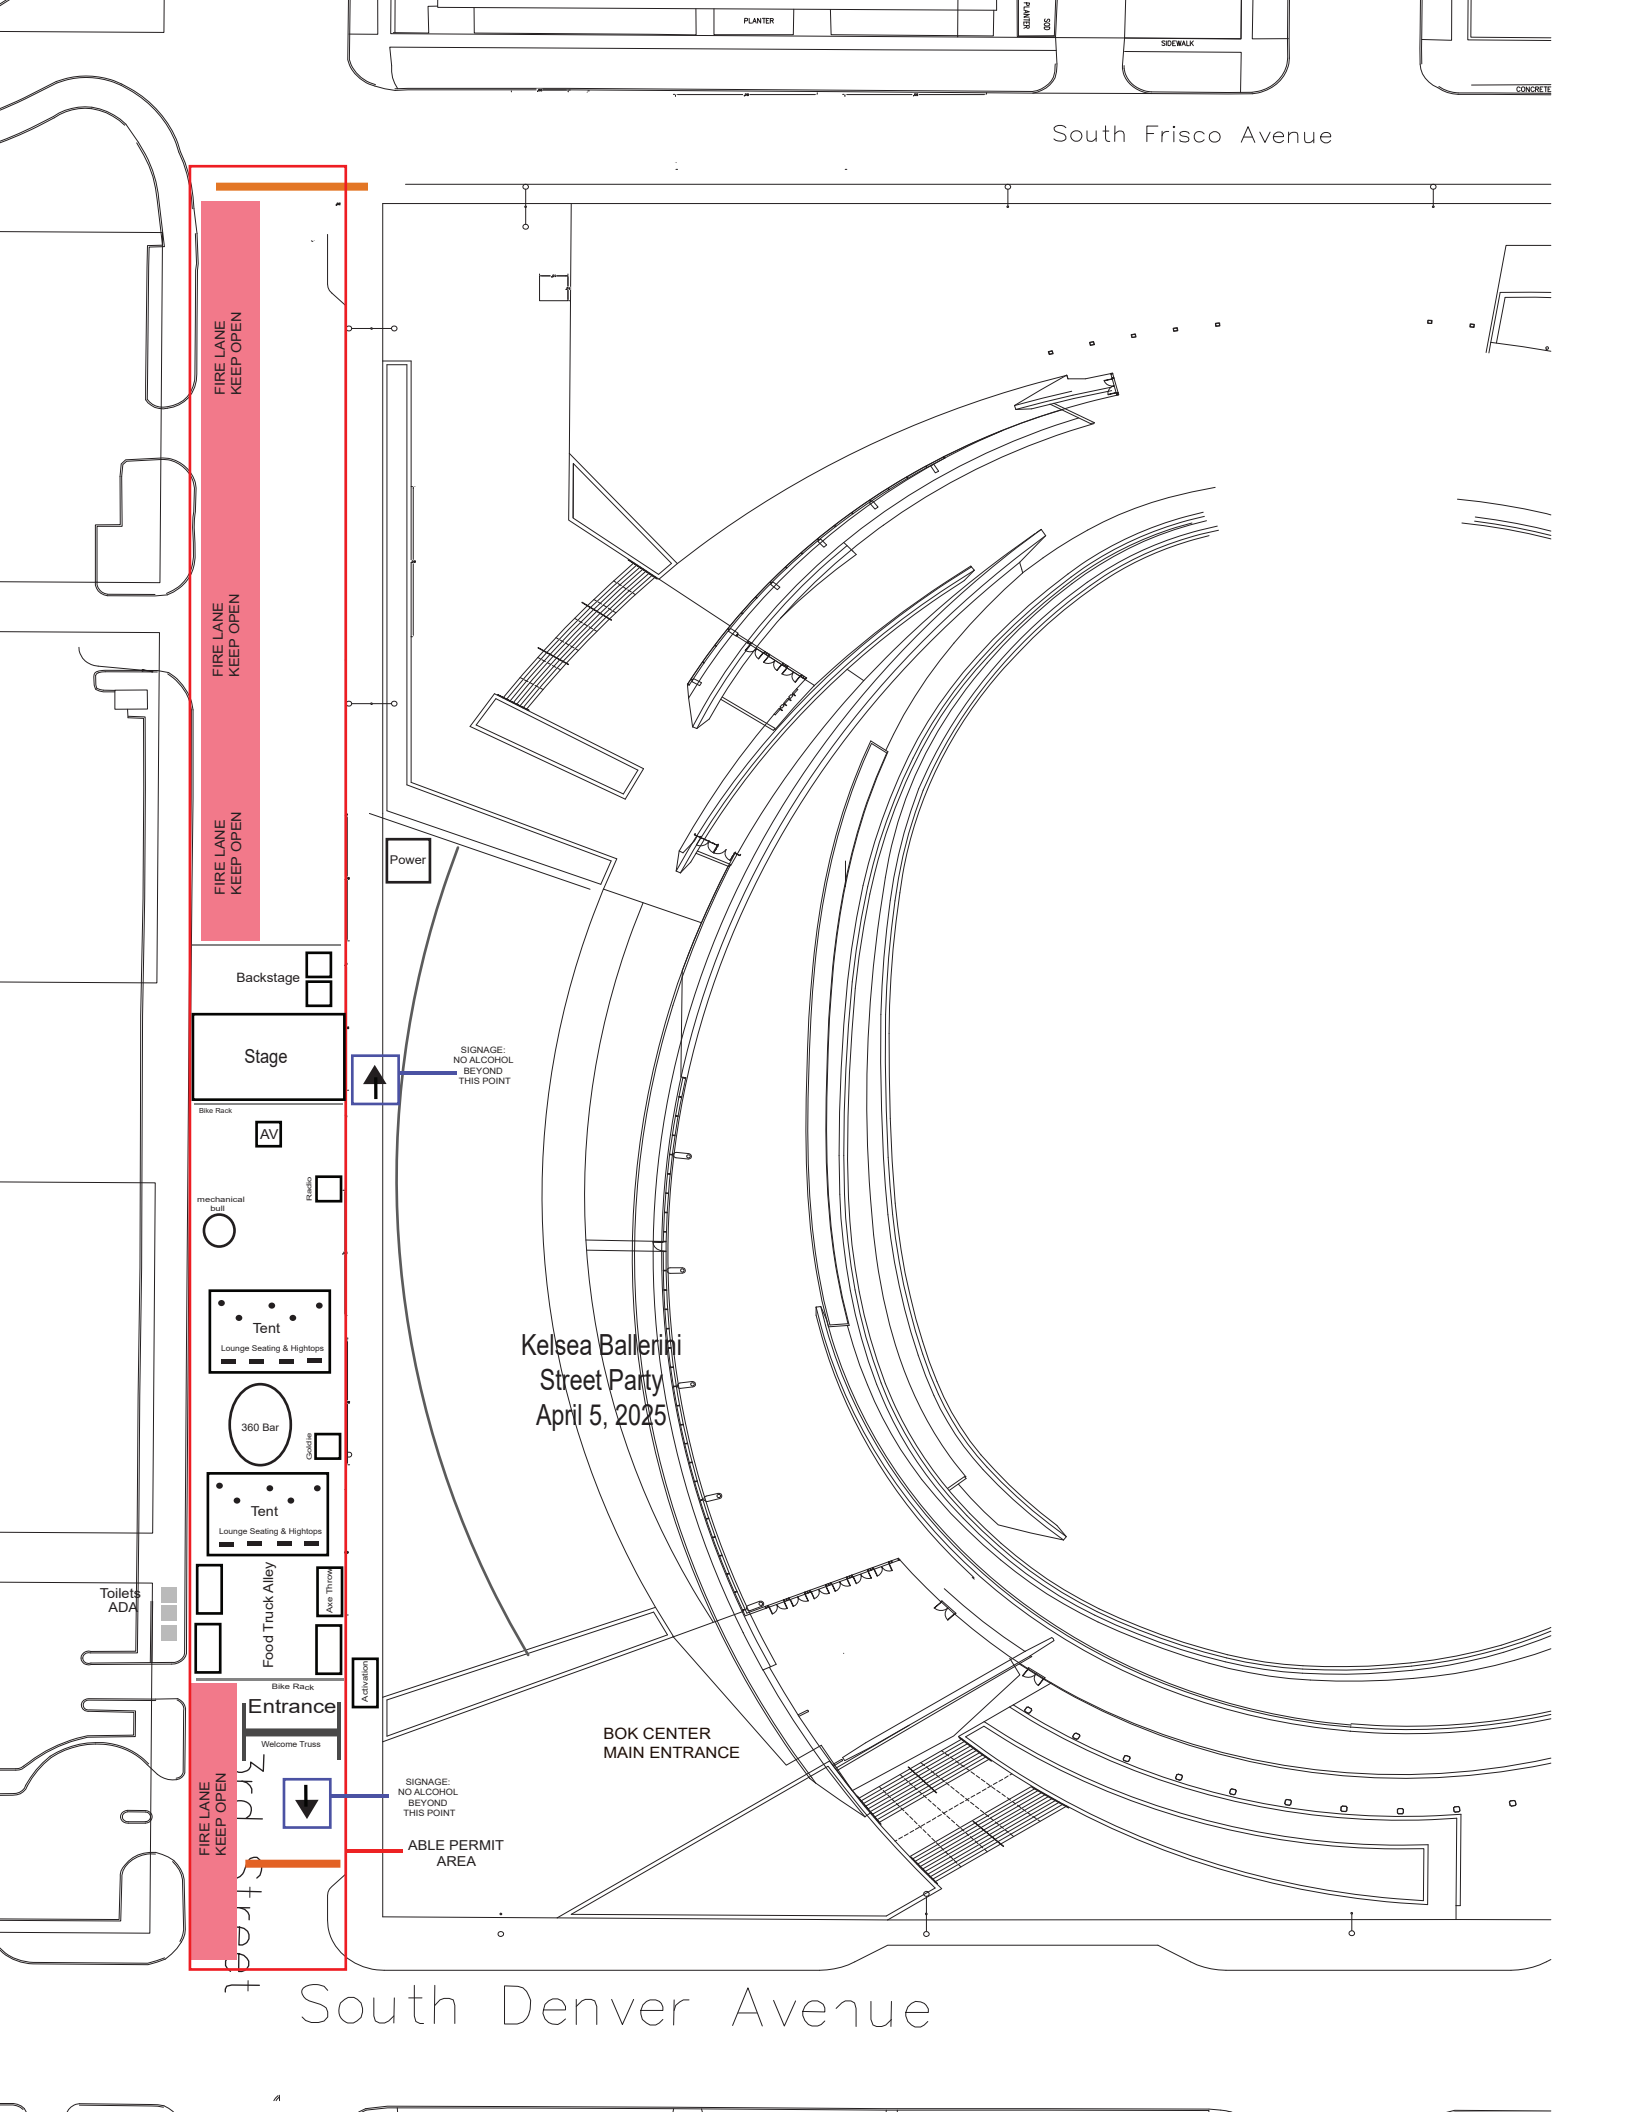 PLANTER
PLANTER
SOD
SIDEWALK
CONCRETE
South Frisco Avenue
FIRE LANE
KEEP OPEN
FIRE LANE
KEEP OPEN
FIRE LANE
KEEP OPEN
Power
Backstage
Stage
SIGNAGE:
NO ALCOHOL
BEYOND
THIS POINT
Bike Rack
AV
Radio
mechanical
bull
Tent
Lounge Seating & Hightops
Kelsea Ballerini
Street Party
April 5, 2025
360 Bar
Goldie
Tent
Lounge Seating & Hightops
Toilets
ADA
Food Truck Alley
Axe Throw
Activation
Bike Rack
Entrance
Welcome Truss
BOK CENTER
MAIN ENTRANCE
FIRE LANE
KEEP OPEN
3rd Street
SIGNAGE:
NO ALCOHOL
BEYOND
THIS POINT
ABLE PERMIT
AREA
South Denver Avenue